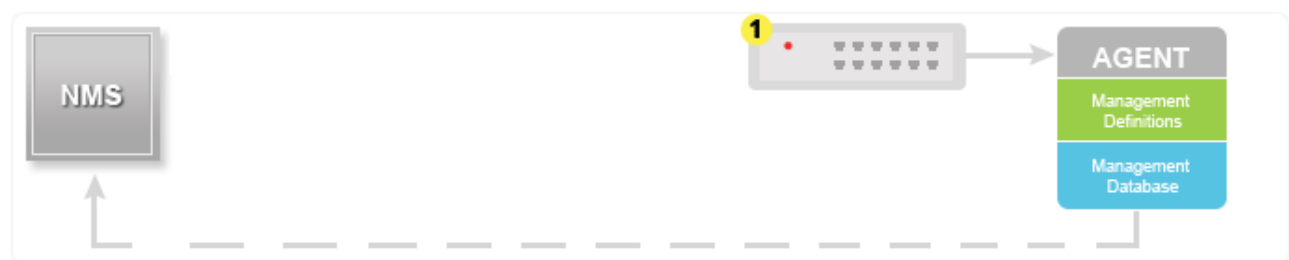 NMS
1
AGENT
Management
Definitions
Management
Database